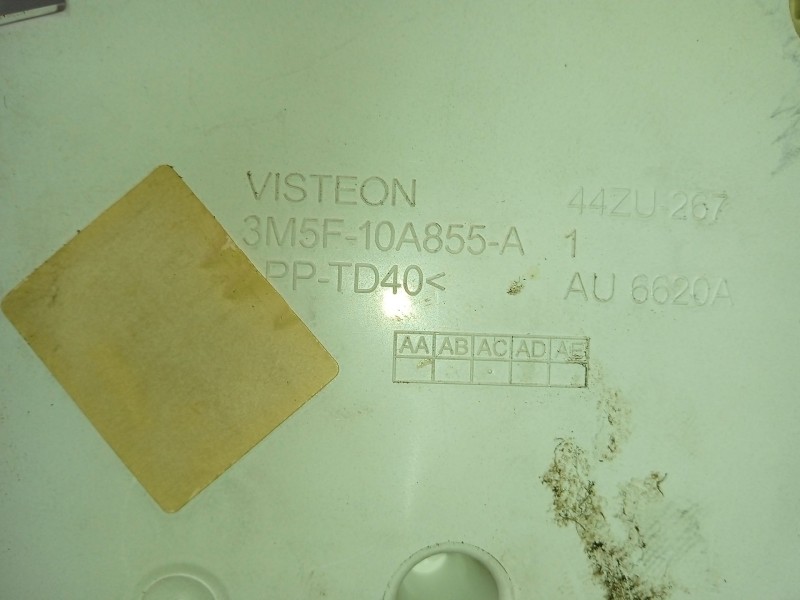 VISTEON 44ZU-267
3M5F-10A855-A 1
PP-TD40< AU 6620A
AA AB AC AD AE